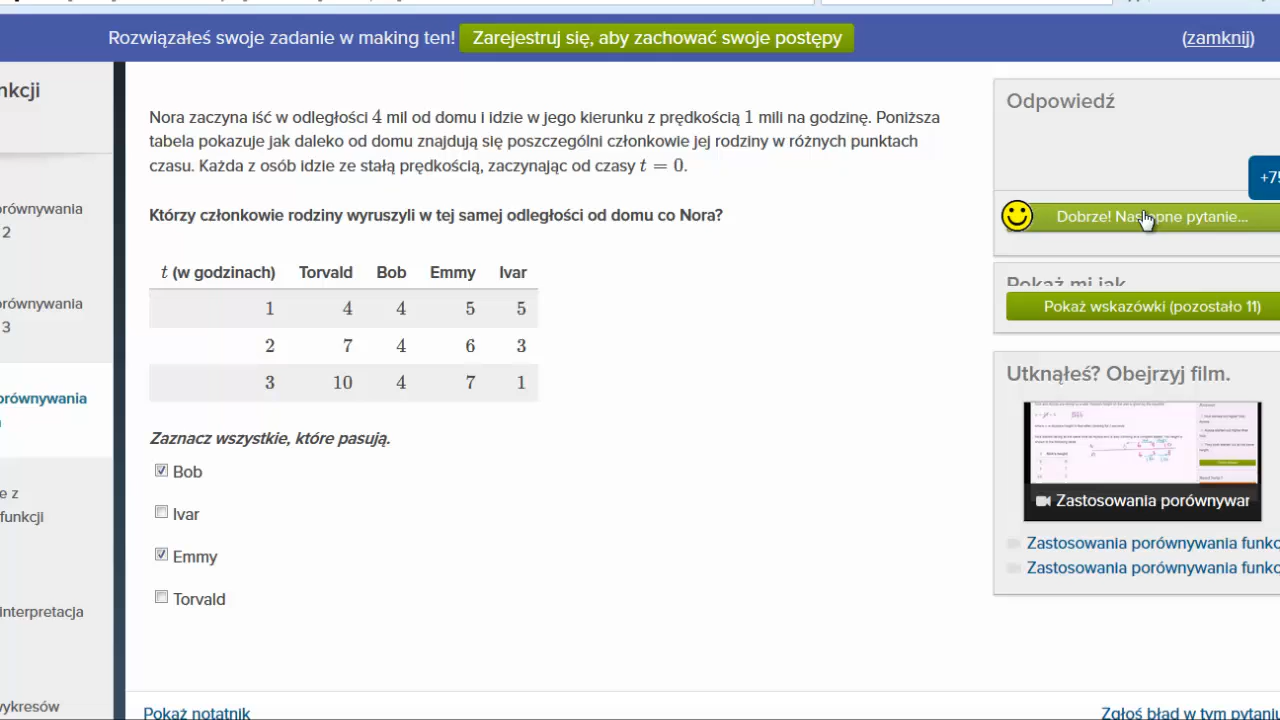 Rozwiązałeś swoje zadanie w making ten! Zarejestruj się, aby zachować swoje postępy (zamknij)
nkcji
orównywania
2
orównywania
3
orównywania
e z
funkcji
interpretacja
wykresów
Nora zaczyna iść w odległości 4 mil od domu i idzie w jego kierunku z prędkością 1 mili na godzinę. Poniższa
tabela pokazuje jak daleko od domu znajdują się poszczególni członkowie jej rodziny w różnych punktach
czasu. Każda z osób idzie ze stałą prędkością, zaczynając od czasy t = 0.
Którzy członkowie rodziny wyruszyli w tej samej odległości od domu co Nora?
t (w godzinach) Torvald Bob Emmy Ivar
1 4 4 5 5
2 7 4 6 3
3 10 4 7 1
Zaznacz wszystkie, które pasują.
Bob
Ivar
Emmy
Torvald
Pokaż notatnik
Odpowiedź
+75
Dobrze! Następne pytanie...
Pokaż mi jak
Pokaż wskazówki (pozostało 11)
Utknąłeś? Obejrzyj film.
Zastosowania porównywar
Zastosowania porównywania funkc
Zastosowania porównywania funkc
Zgłoś błąd w tym pytaniu